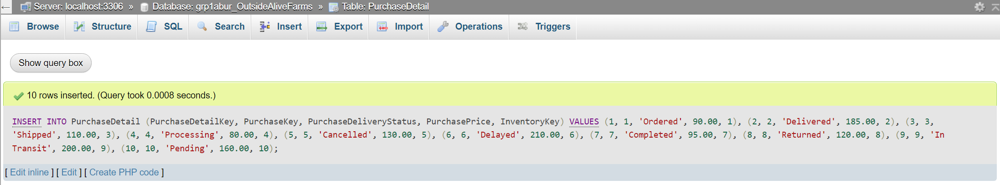 ← Server: localhost:3306 » Database: grp1abur_OutsideAliveFarms » Table: PurchaseDetail
Browse Structure SQL Search Insert Export Import Operations Triggers
Show query box
10 rows inserted. (Query took 0.0008 seconds.)
INSERT INTO PurchaseDetail (PurchaseDetailKey, PurchaseKey, PurchaseDeliveryStatus, PurchasePrice, InventoryKey) VALUES (1, 1, 'Ordered', 90.00, 1), (2, 2, 'Delivered', 185.00, 2), (3, 3,
'Shipped', 110.00, 3), (4, 4, 'Processing', 80.00, 4), (5, 5, 'Cancelled', 130.00, 5), (6, 6, 'Delayed', 210.00, 6), (7, 7, 'Completed', 95.00, 7), (8, 8, 'Returned', 120.00, 8), (9, 9, 'In
Transit', 200.00, 9), (10, 10, 'Pending', 160.00, 10);
[ Edit inline ] [ Edit ] [ Create PHP code ]